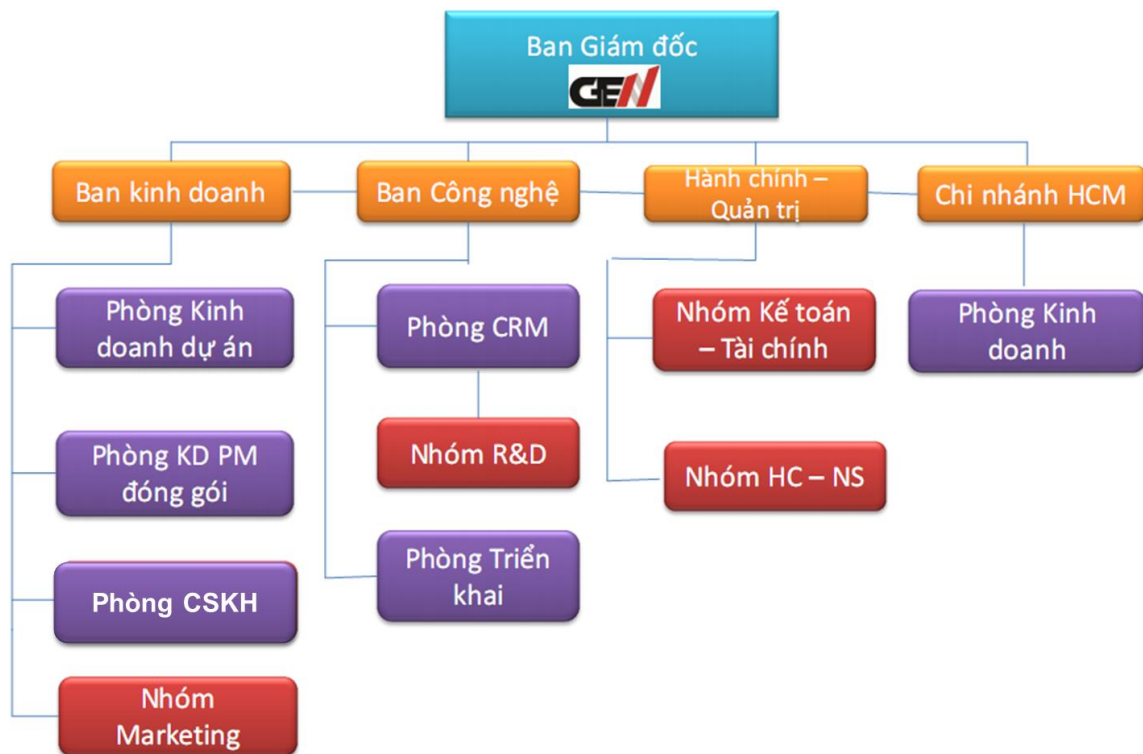 Ban Giám đốc
GEN
Ban kinh doanh
Ban Công nghệ
Hành chính –
Quản trị
Chi nhánh HCM
Phòng Kinh
doanh dự án
Phòng CRM
Nhóm Kế toán
– Tài chính
Phòng Kinh
doanh
Phòng KD PM
đóng gói
Nhóm R&D
Nhóm HC – NS
Phòng CSKH
Phòng Triển
khai
Nhóm
Marketing